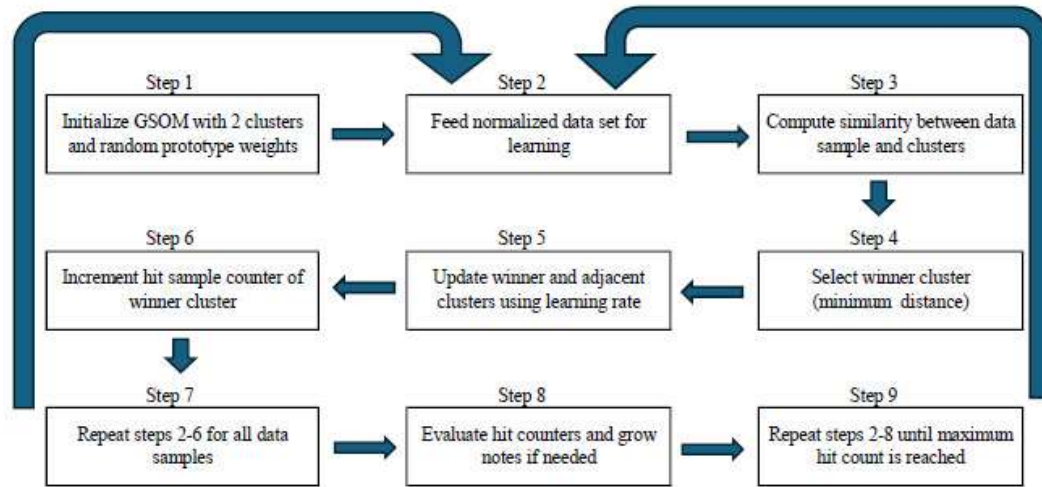 Step 1
Initialize GSOM with 2 clusters
and random prototype weights
Step 2
Feed normalized data set for
learning
Step 3
Compute similarity between data
sample and clusters
Step 4
Select winner cluster
(minimum distance)
Step 5
Update winner and adjacent
clusters using learning rate
Step 6
Increment hit sample counter of
winner cluster
Step 7
Repeat steps 2-6 for all data
samples
Step 8
Evaluate hit counters and grow
notes if needed
Step 9
Repeat steps 2-8 until maximum
hit count is reached